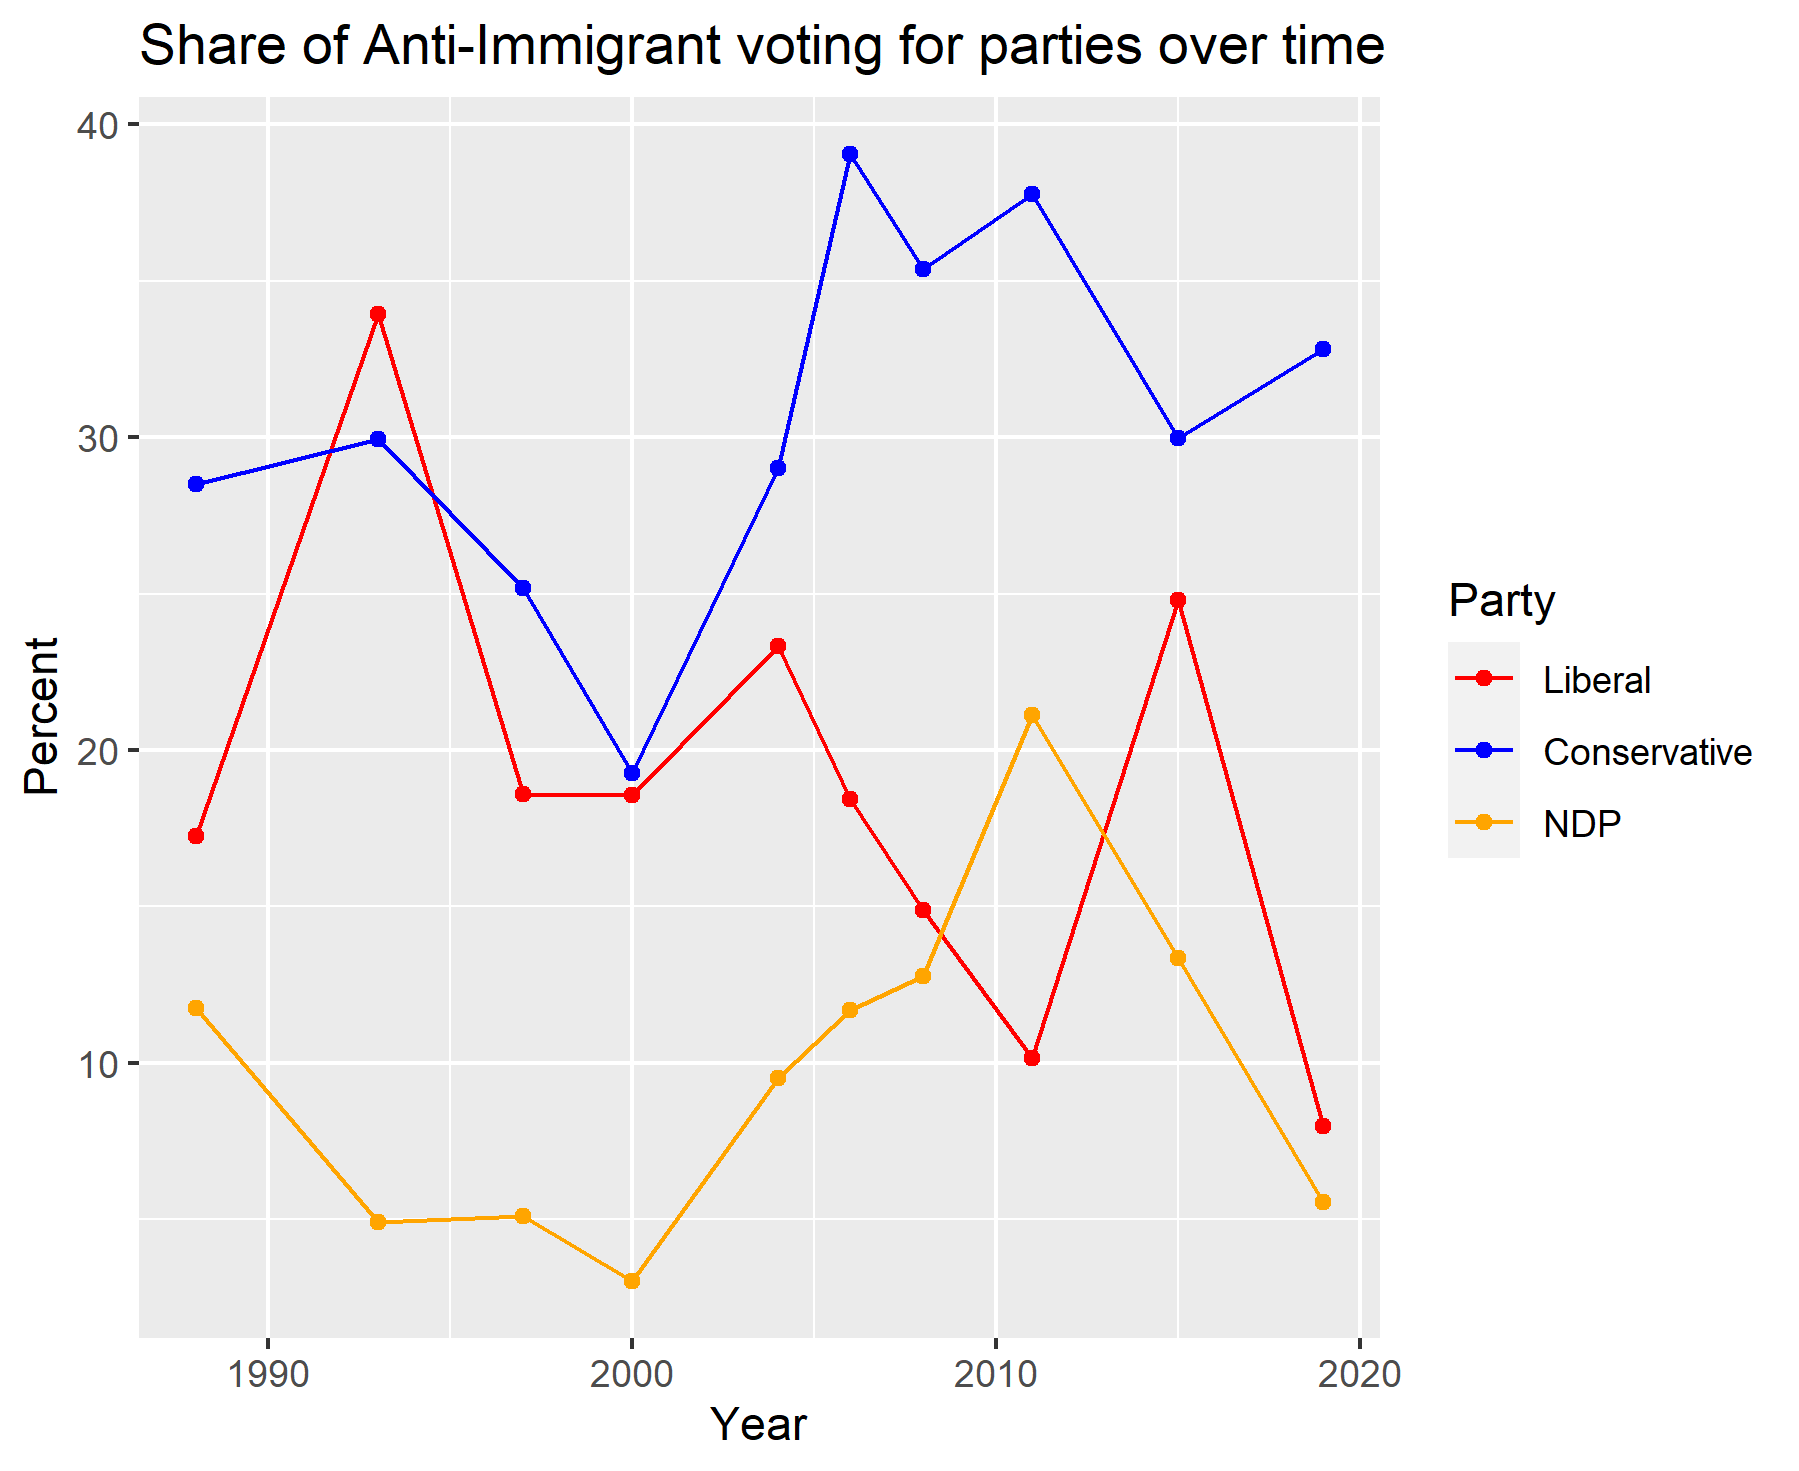 Share of Anti-Immigrant voting for parties over time
40
30
20
10
Percent
1990 2000 2010 2020
Year
Party
Liberal
Conservative
NDP